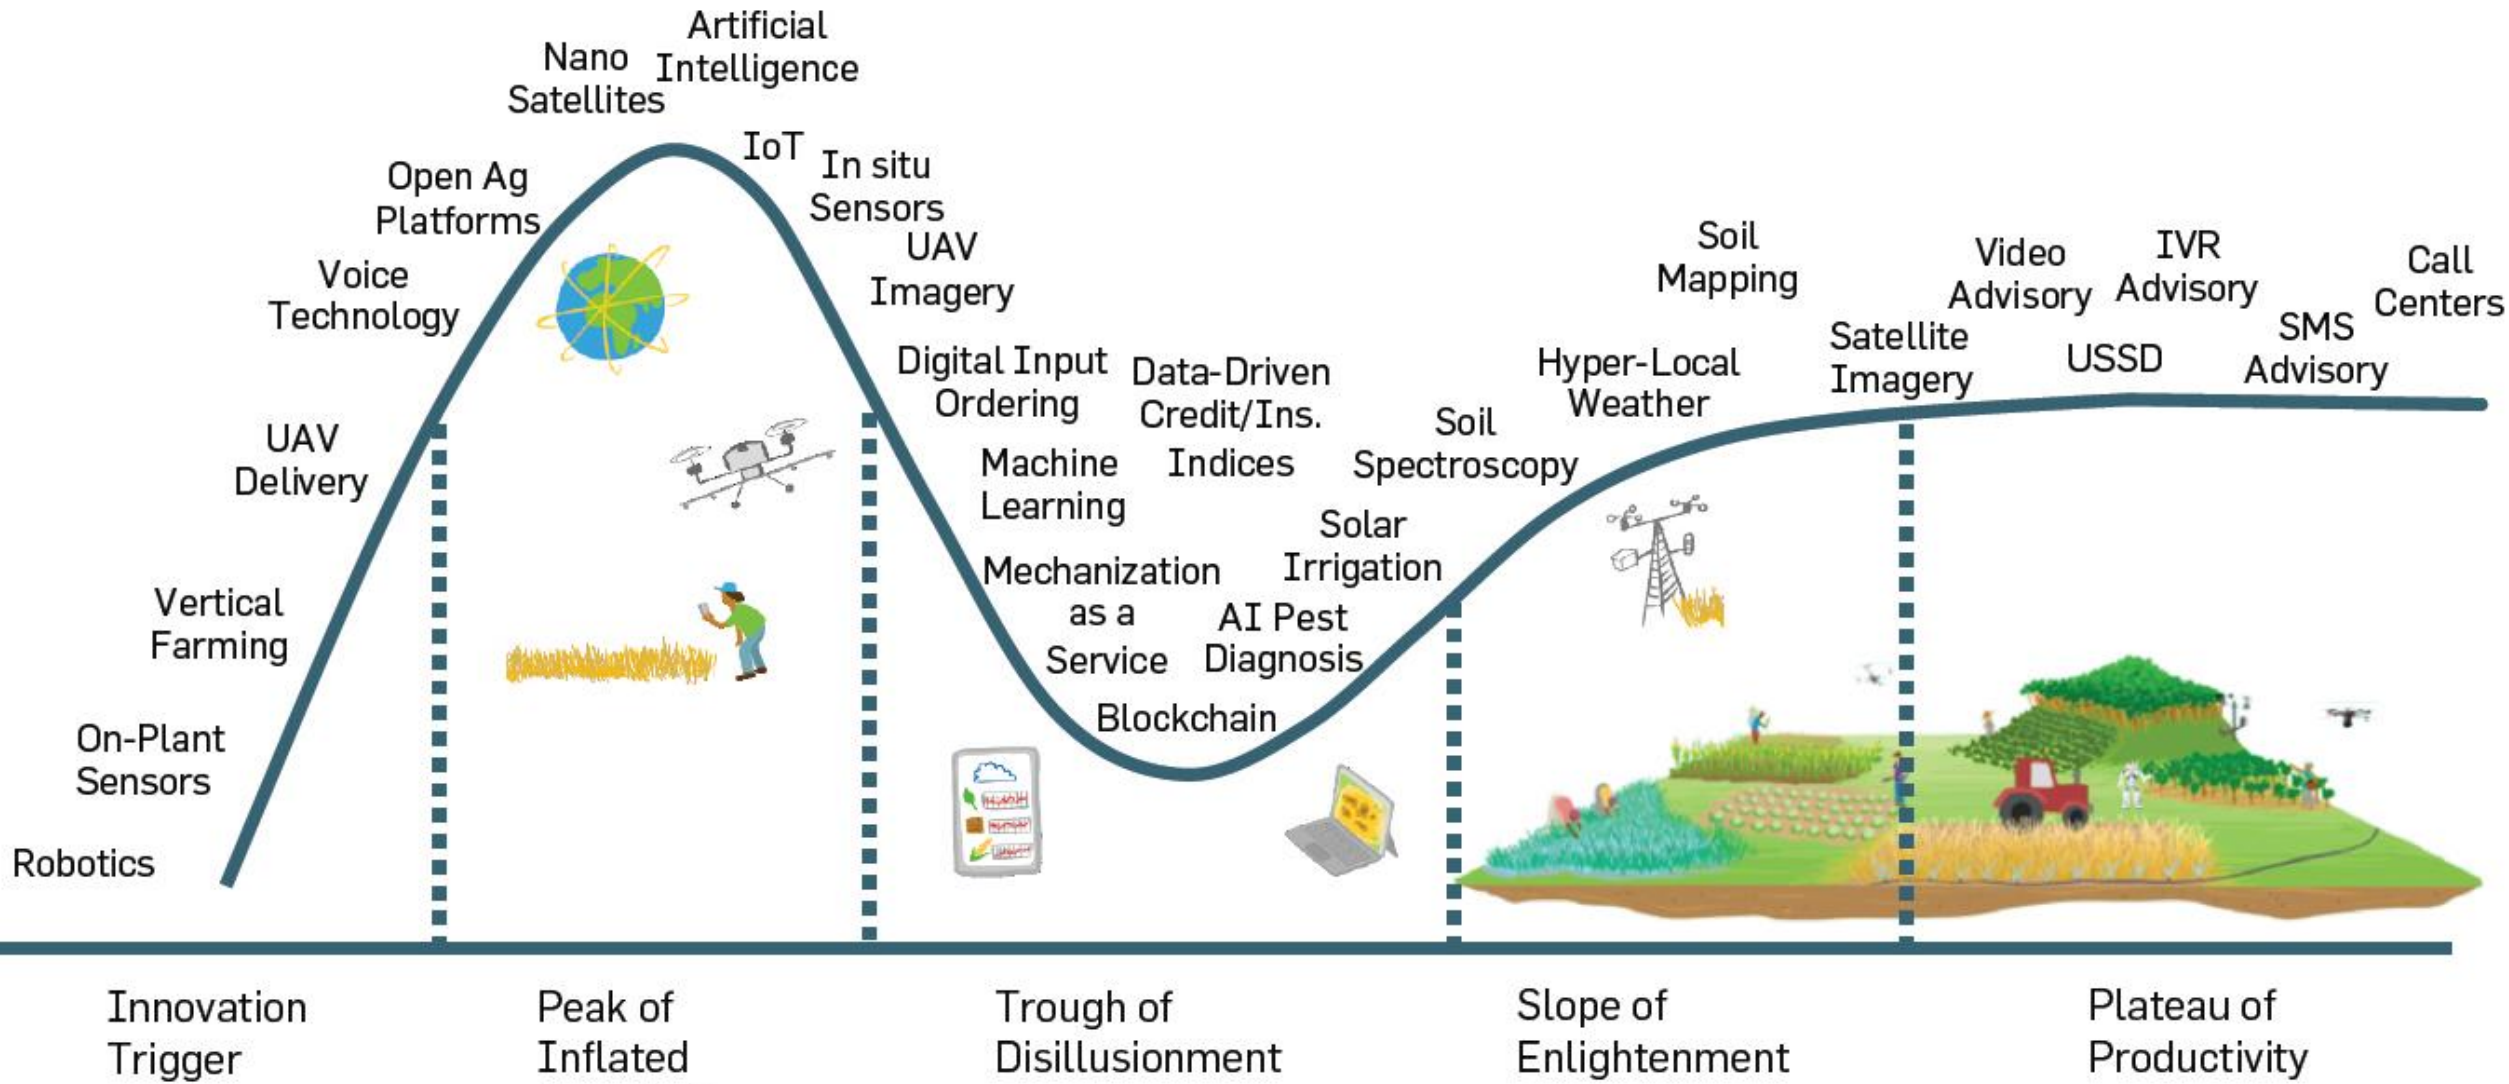 Artificial
Intelligence
Nano
Satellites
IoT
In situ
Sensors
Open Ag
Platforms
UAV
Imagery
Voice
Technology
Digital Input
Ordering
Data-Driven
Credit/Ins.
Indices
UAV
Delivery
Machine
Learning
Soil
Spectroscopy
Solar
Irrigation
Mechanization
as a
Service
AI Pest
Diagnosis
Blockchain
Vertical
Farming
On-Plant
Sensors
Robotics
Hyper-Local
Weather
Soil
Mapping
Satellite
Imagery
Video
Advisory
USSD
IVR
Advisory
SMS
Advisory
Call
Centers
Innovation
Trigger
Peak of
Inflated
Trough of
Disillusionment
Slope of
Enlightenment
Plateau of
Productivity